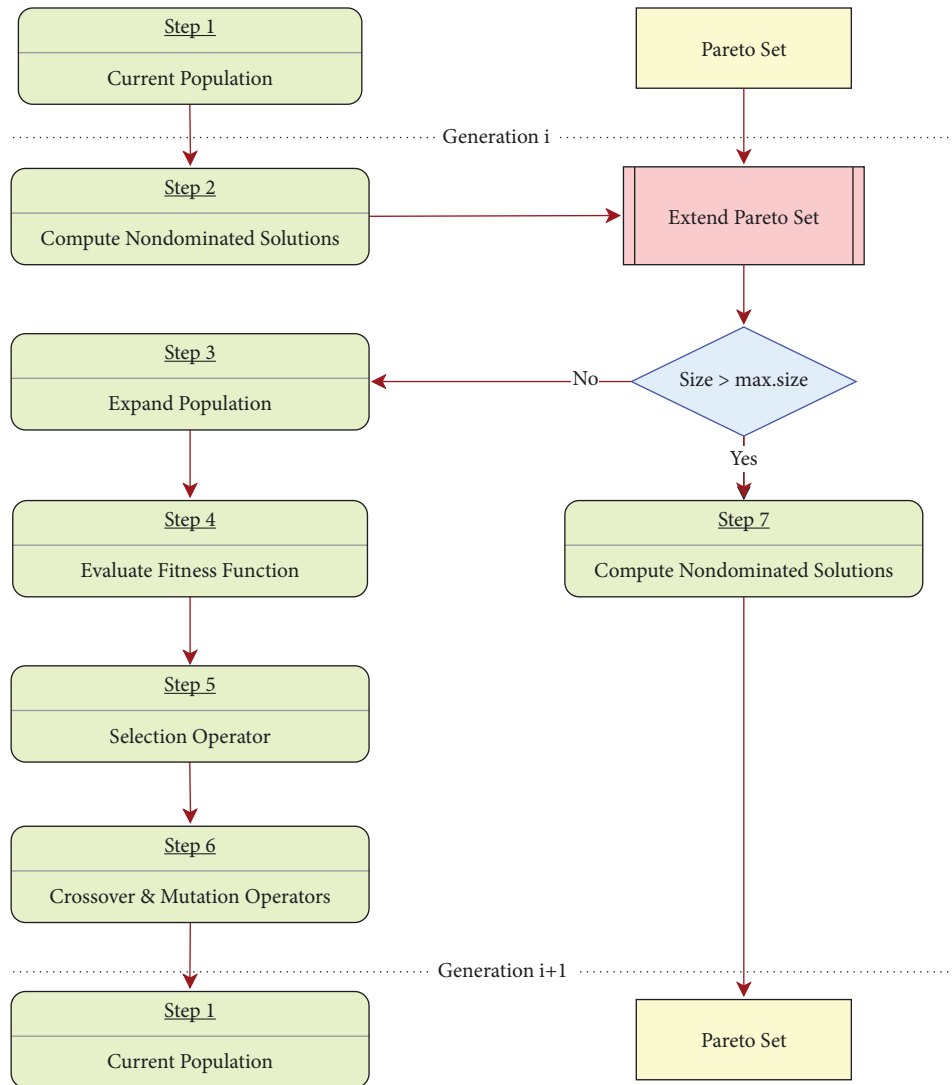 Step 1
Current Population
Pareto Set
Generation i
Step 2
Compute Nondominated Solutions
Extend Pareto Set
Step 3
Expand Population
No
Size > max.size
Yes
Step 4
Evaluate Fitness Function
Step 7
Compute Nondominated Solutions
Step 5
Selection Operator
Step 6
Crossover & Mutation Operators
Generation i+1
Step 1
Current Population
Pareto Set